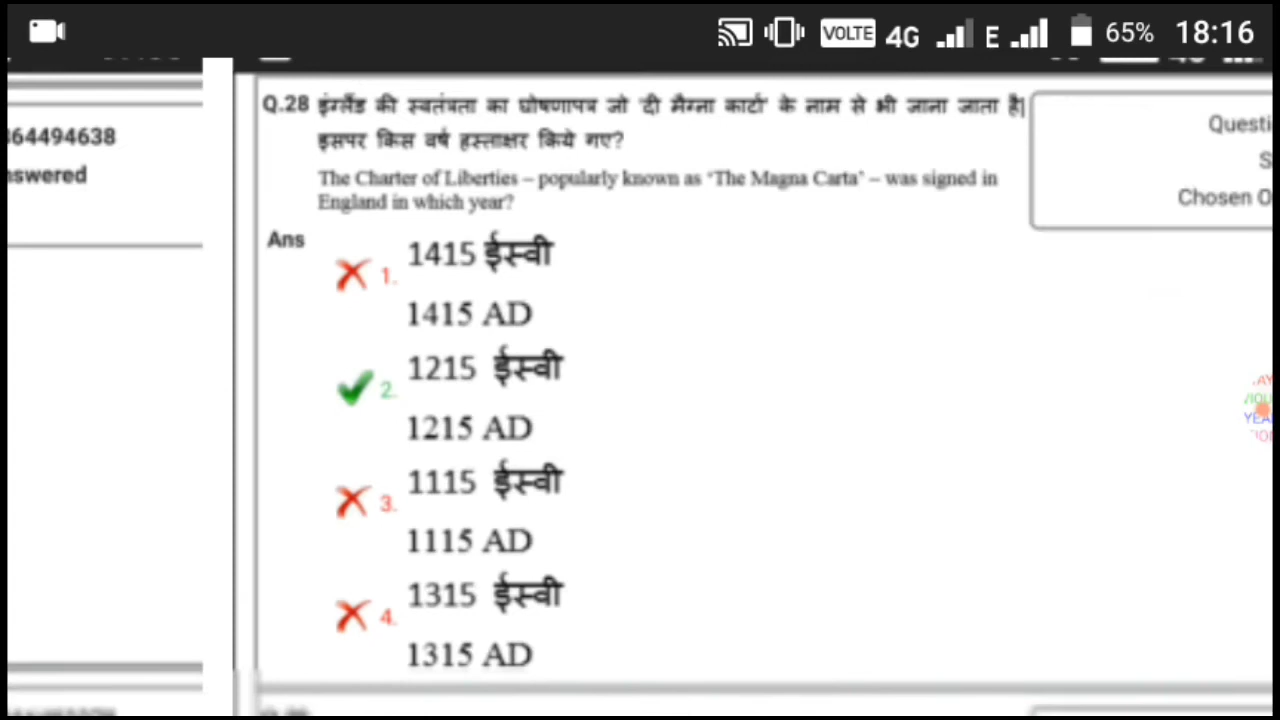 VOLTE 4G E 65% 18:16
364494638
nswered
Q.28 इंग्लैंड की स्वतंत्रता का घोषणापत्र जो 'दी मैग्ना कार्टा' के नाम से भी जाना जाता है|
इसपर किस वर्ष हस्ताक्षर किये गए?
The Charter of Liberties – popularly known as ‘The Magna Carta’ – was signed in
England in which year?
Questi
S
Chosen O
Ans
1. 1415 ईस्वी
1415 AD
2. 1215 ईस्वी
1215 AD
3. 1115 ईस्वी
1115 AD
4. 1315 ईस्वी
1315 AD